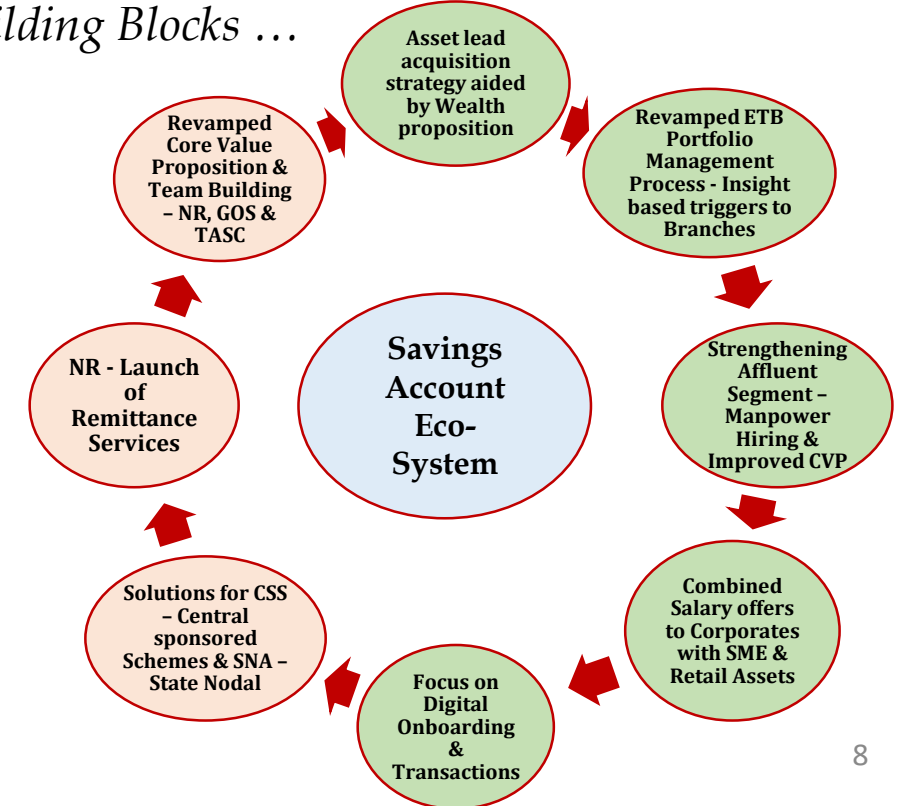 ilding Blocks …
Asset lead
acquisition
strategy aided
by Wealth
proposition
Revamped ETB
Portfolio
Management
Process - Insight
based triggers to
Branches
Strengthening
Affluent
Segment –
Manpower
Hiring &
Improved CVP
Combined
Salary offers
to Corporates
with SME &
Retail Assets
Focus on
Digital
Onboarding
&
Transactions
Solutions for CSS
– Central
sponsored
Schemes & SNA –
State Nodal
NR - Launch
of
Remittance
Services
Revamped
Core Value
Proposition &
Team Building
– NR, GOS &
TASC
Savings
Account
Eco-
System
8